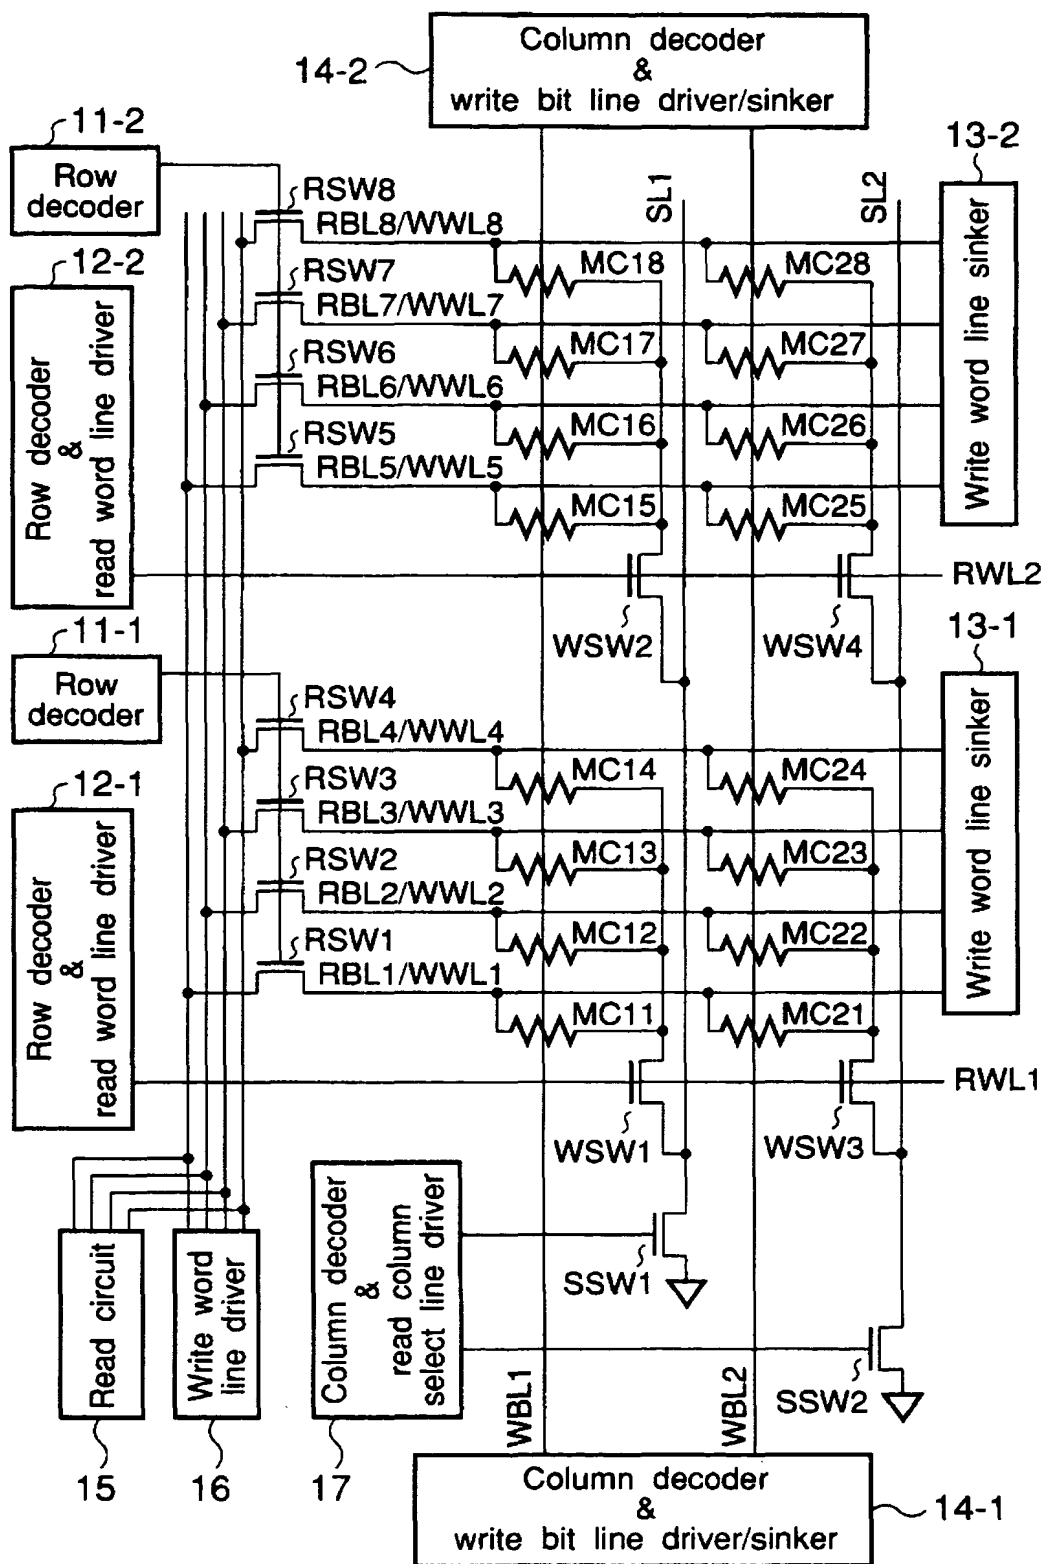 Column decoder
&
write bit line driver/sinker
14-2
11-2
Row
decoder
12-2
Row decoder
&
read word line driver
11-1
Row
decoder
12-1
Row decoder
&
read word line driver
RSW8
RBL8/WWL8
RSW7
RBL7/WWL7
RSW6
RBL6/WWL6
RSW5
RBL5/WWL5
SL1
SL2
13-2
Write word line sinker
MC18
MC28
MC17
MC27
MC16
MC26
MC15
MC25
RWL2
WSW2
WSW4
13-1
Write word line sinker
RSW4
RBL4/WWL4
RSW3
RBL3/WWL3
RSW2
RBL2/WWL2
RSW1
RBL1/WWL1
MC14
MC24
MC13
MC23
MC12
MC22
MC11
MC21
RWL1
WSW1
WSW3
Read circuit
15
Write word
line driver
16
Column decoder
&
read column
select line driver
17
SSW1
SSW2
WBL1
WBL2
Column decoder
&
write bit line driver/sinker
14-1